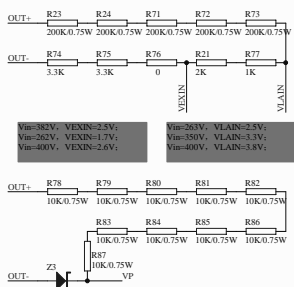 OUT+ R23 R24 R71 R72 R73
200K/0.75W 200K/0.75W 200K/0.75W 200K/0.75W 200K/0.75W
OUT- R74 R75 R76 R21 R77
3.3K 3.3K 0 2K 1K
VEXIN VLAIN
Vin=382V， VEXIN=2.5V； Vin=263V， VLAIN=2.5V；
Vin=262V， VEXIN=1.7V； Vin=350V， VLAIN=3.3V；
Vin=400V， VEXIN=2.6V； Vin=400V， VLAIN=3.8V；
OUT+ R78 R79 R80 R81 R82
10K/0.75W 10K/0.75W 10K/0.75W 10K/0.75W 10K/0.75W
R83 R84 R85 R86
10K/0.75W 10K/0.75W 10K/0.75W 10K/0.75W
R87
10K/0.75W
Z3
OUT- VP